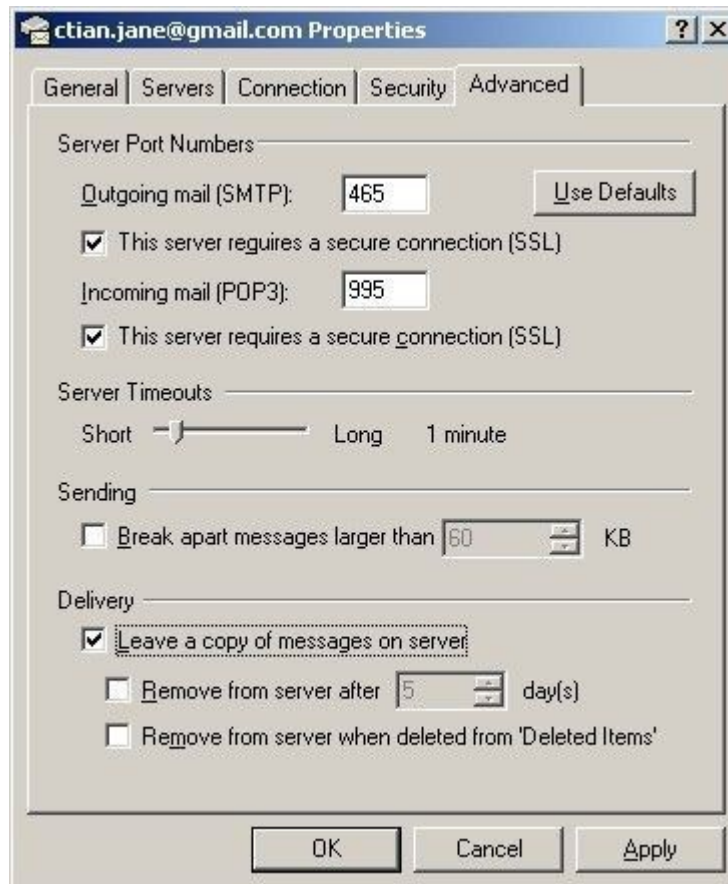 ctian.jane@gmail.com Properties
General Servers Connection Security Advanced
Server Port Numbers
Outgoing mail (SMTP): 465 Use Defaults
This server requires a secure connection (SSL)
Incoming mail (POP3): 995
This server requires a secure connection (SSL)
Server Timeouts
Short Long 1 minute
Sending
Break apart messages larger than 60 KB
Delivery
Leave a copy of messages on server
Remove from server after 5 day(s)
Remove from server when deleted from 'Deleted Items'
OK Cancel Apply